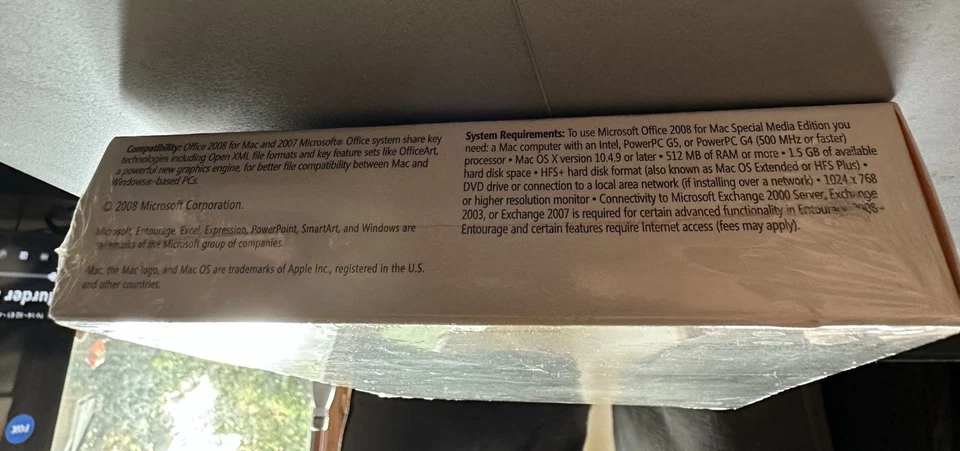 Compatibility: Office 2008 for Mac and 2007 Microsoft® Office system share key
technologies including Open XML file formats and key feature sets like OfficeArt,
a powerful new graphics engine, for better file compatibility between Mac and
Windows®-based PCs.
© 2008 Microsoft Corporation.
Microsoft, Entourage, Excel, Expression, PowerPoint, SmartArt, and Windows are
trademarks of the Microsoft group of companies.
Mac, the Mac logo, and Mac OS are trademarks of Apple Inc., registered in the U.S.
and other countries.
System Requirements: To use Microsoft Office 2008 for Mac Special Media Edition you
need: a Mac computer with an Intel, PowerPC G5, or PowerPC G4 (500 MHz or faster)
processor • Mac OS X version 10.4.9 or later • 512 MB of RAM or more • 1.5 GB of available
hard disk space • HFS+ hard disk format (also known as Mac OS Extended or HFS Plus) •
DVD drive or connection to a local area network (if installing over a network) • 1024 x 768
or higher resolution monitor • Connectivity to Microsoft Exchange 2000 Server, Exchange
2003, or Exchange 2007 is required for certain advanced functionality in Entourage 2008 •
Entourage and certain features require Internet access (fees may apply).
FOX